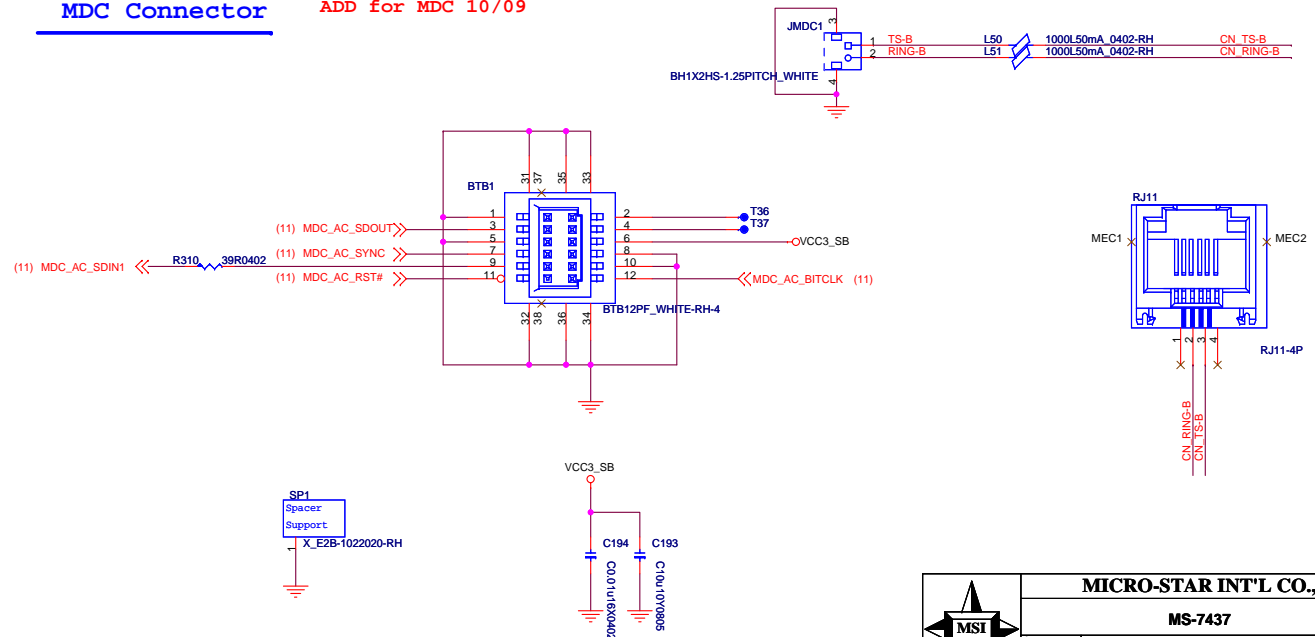 MDC Connector
ADD for MDC 10/09
JMDC1
3
1
2
4
TS-B
RING-B
L50
L51
1000L50mA_0402-RH
1000L50mA_0402-RH
CN_TS-B
CN_RING-B
BH1X2HS-1.25PITCH_WHITE
BTB1
31
37
35
33
1
3
5
7
9
11
2
4
6
8
10
12
32
38
36
34
T36
T37
VCC3_SB
(11) MDC_AC_SDOUT
(11) MDC_AC_SYNC
(11) MDC_AC_SDIN1
R310
39R0402
(11) MDC_AC_RST#
MDC_AC_BITCLK (11)
BTB12PF_WHITE-RH-4
RJ11
MEC1
MEC2
1
2
3
4
RJ11-4P
CN_RING-B
CN_TS-B
VCC3_SB
C194
C0.01u16X0402
C193
C10u10Y0805
SP1
Spacer
Support
1
X_E2B-1022020-RH
MSI
MICRO-STAR INT'L CO.,
MS-7437